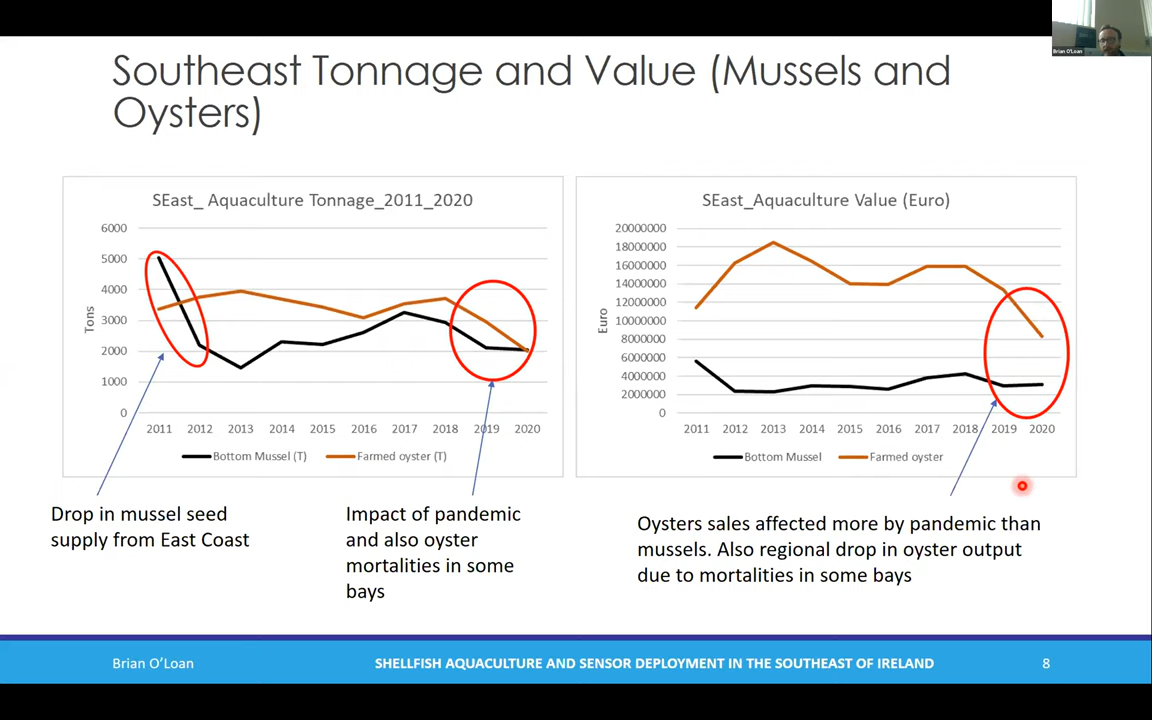 Brian O'Loan
Southeast Tonnage and Value (Mussels and
Oysters)
SEast_ Aquaculture Tonnage_2011_2020
6000
5000
4000
3000
2000
1000
0
Tons
2011 2012 2013 2014 2015 2016 2017 2018 2019 2020
Bottom Mussel (T) Farmed oyster (T)
SEast_Aquaculture Value (Euro)
20000000
18000000
16000000
14000000
12000000
10000000
8000000
6000000
4000000
2000000
0
Euro
2011 2012 2013 2014 2015 2016 2017 2018 2019 2020
Bottom Mussel Farmed oyster
Drop in mussel seed
supply from East Coast
Impact of pandemic
and also oyster
mortalities in some
bays
Oysters sales affected more by pandemic than
mussels. Also regional drop in oyster output
due to mortalities in some bays
Brian O'Loan
SHELLFISH AQUACULTURE AND SENSOR DEPLOYMENT IN THE SOUTHEAST OF IRELAND
8